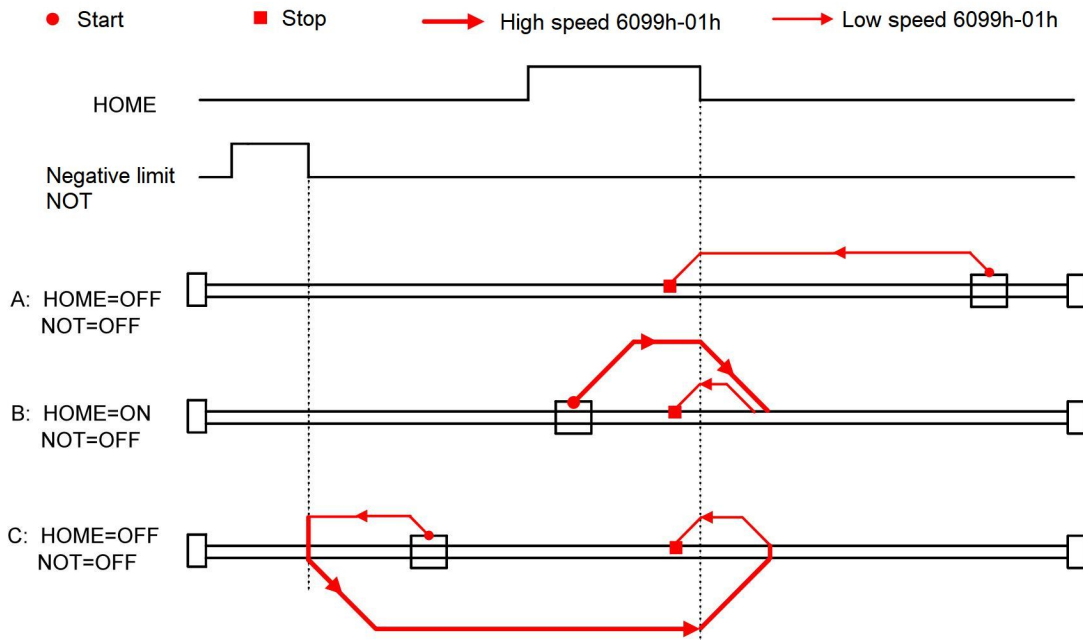 Start Stop High speed 6099h-01h Low speed 6099h-01h
HOME
Negative limit
NOT
A: HOME=OFF
NOT=OFF
B: HOME=ON
NOT=OFF
C: HOME=OFF
NOT=OFF